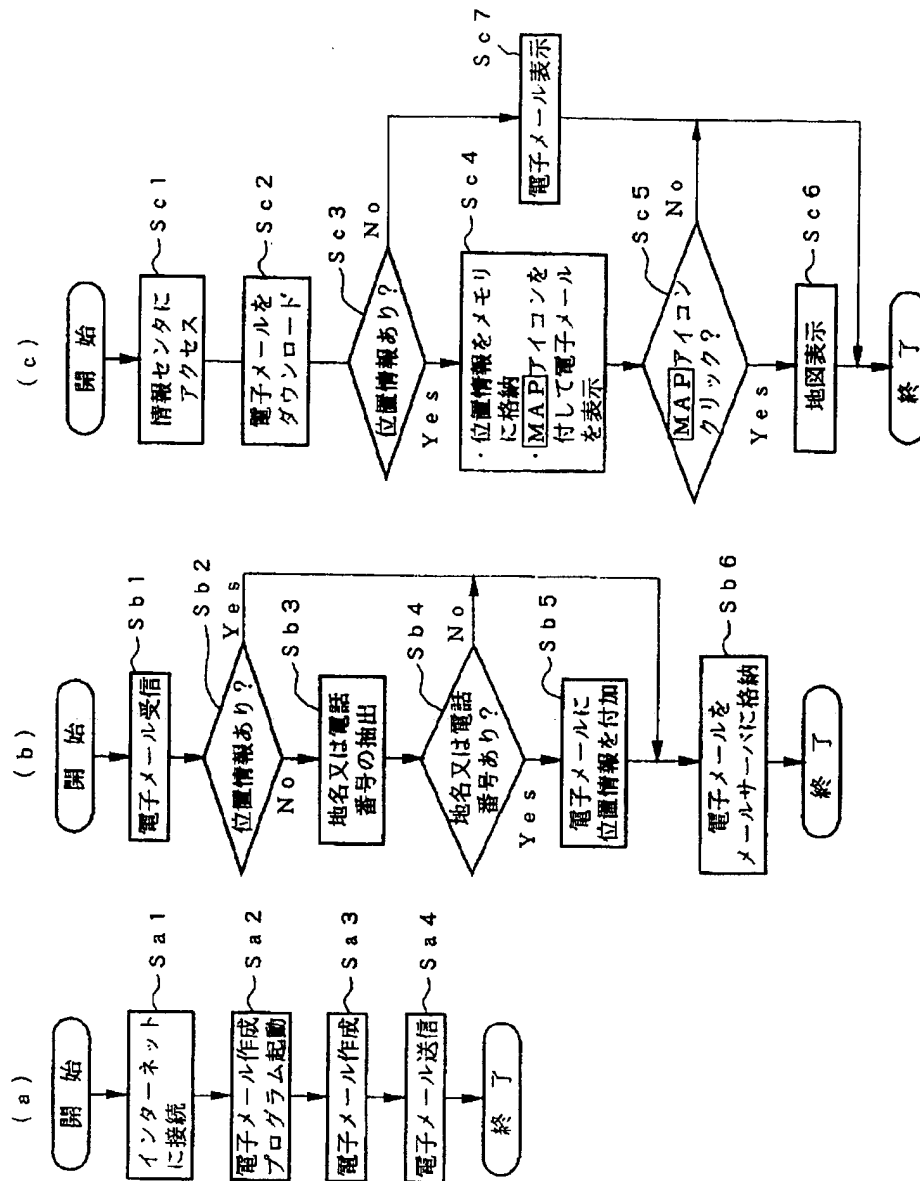 (a)
開 始
インターネット
に接続
Sa1
電子メール作成
プログラム起動
Sa2
電子メール作成
Sa3
電子メール送信
Sa4
終 了
(b)
開 始
電子メール受信
Sb1
位置情報あり?
Sb2
Yes
No
地名又は電話
番号の抽出
Sb3
地名又は電話
番号あり?
Sb4
No
Yes
電子メールに
位置情報を付加
Sb5
電子メールを
メールサーバに格納
Sb6
終 了
(c)
開 始
情報センタに
アクセス
Sc1
電子メールを
ダウンロード
Sc2
位置情報あり?
Sc3
No
Yes
・位置情報をメモリ
に格納
・MAPアイコンを
付して電子メール
を表示
Sc4
電子メール表示
Sc7
MAPアイコン
クリック?
Sc5
No
Yes
地図表示
Sc6
終 了